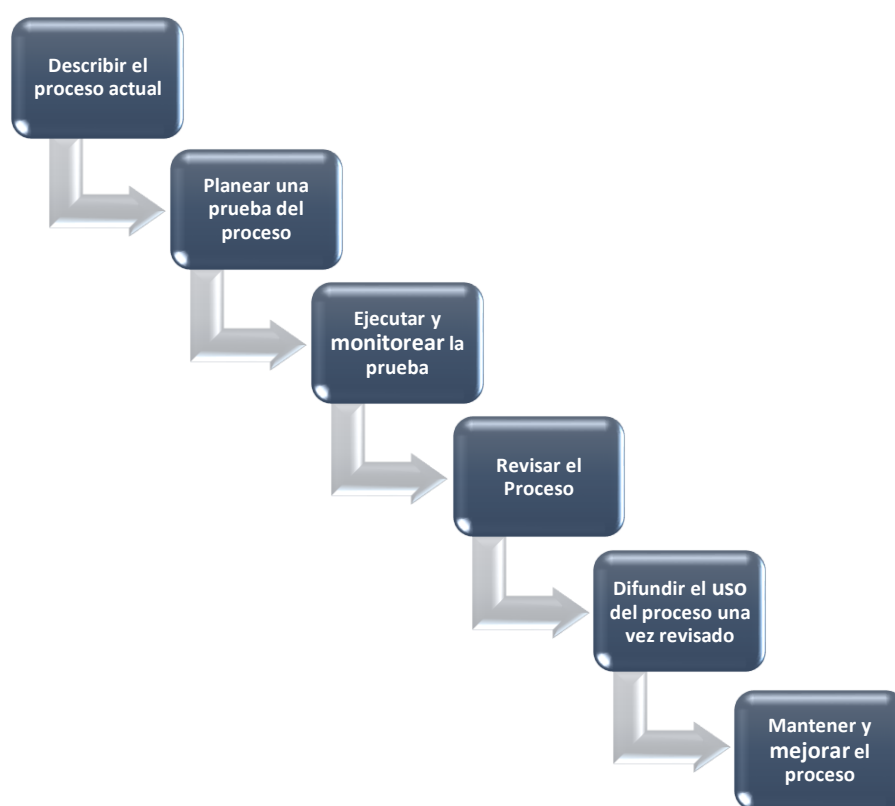 Describir el
proceso actual
Planear una
prueba del
proceso
Ejecutar y
monitorear la
prueba
Revisar el
Proceso
Difundir el uso
del proceso una
vez revisado
Mantener y
mejorar el
proceso